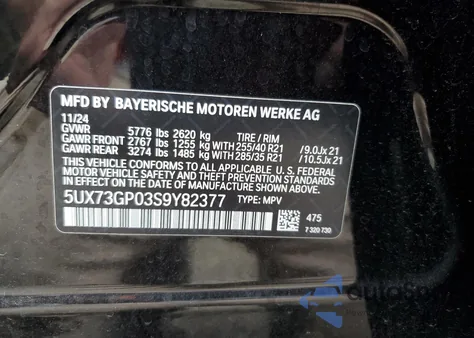 MFD BY BAYERISCHE MOTOREN WERKE AG
11/24
GVWR 5776 lbs 2620 kg TIRE / RIM
GAWR FRONT 2767 lbs 1255 kg WITH 255/40 R21 /9.0Jx21
GAWR REAR 3274 lbs 1485 kg WITH 285/35 R21 /10.5Jx21
THIS VEHICLE CONFORMS TO ALL APPLICABLE U.S. FEDERAL
MOTOR VEHICLE SAFETY STANDARDS IN EFFECT ON THE
DATE OF MANUFACTURE SHOWN ABOVE.
5UX73GP03S9Y82377 TYPE: MPV
475
7 320 730